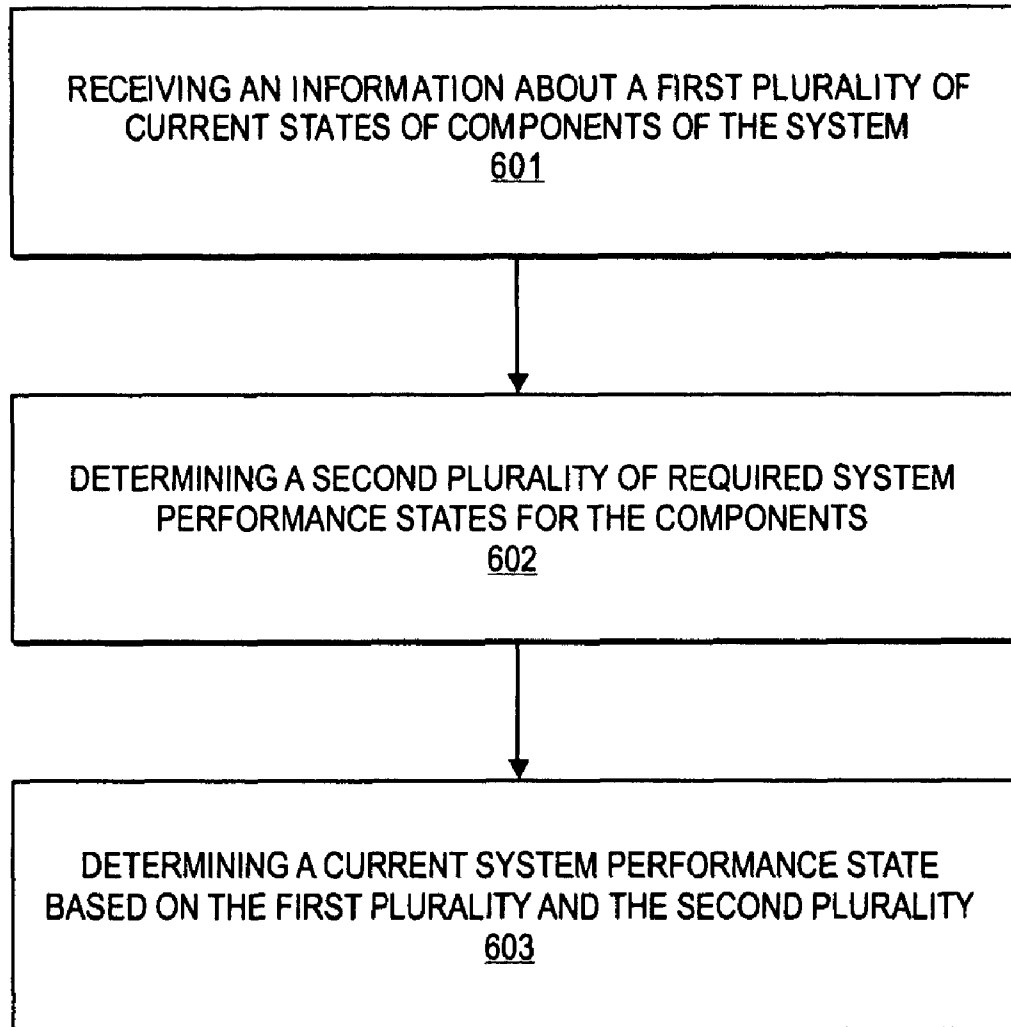 RECEIVING AN INFORMATION ABOUT A FIRST PLURALITY OF
CURRENT STATES OF COMPONENTS OF THE SYSTEM
601
DETERMINING A SECOND PLURALITY OF REQUIRED SYSTEM
PERFORMANCE STATES FOR THE COMPONENTS
602
DETERMINING A CURRENT SYSTEM PERFORMANCE STATE
BASED ON THE FIRST PLURALITY AND THE SECOND PLURALITY
603